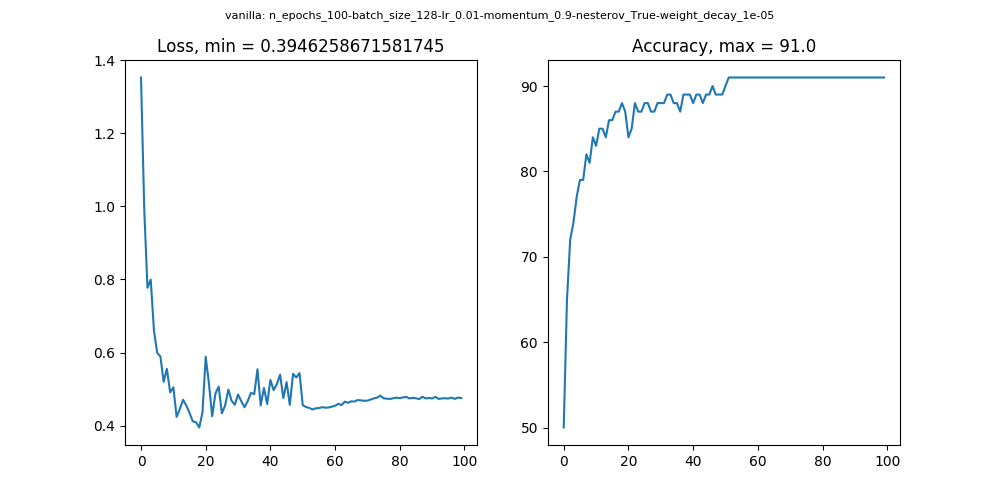 vanilla: n_epochs_100-batch_size_128-lr_0.01-momentum_0.9-nesterov_True-weight_decay_1e-05
Loss, min = 0.3946258671581745
1.4
1.2
1.0
0.8
0.6
0.4
0 20 40 60 80 100
Accuracy, max = 91.0
90
80
70
60
50
0 20 40 60 80 100